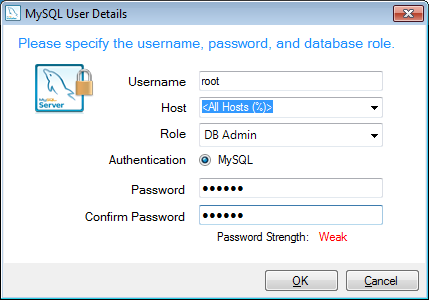 MySQL User Details
Please specify the username, password, and database role.
MySQL
Server
Username root
Host <All Hosts (%)>
Role DB Admin
Authentication MySQL
Password ●●●●●●
Confirm Password ●●●●●●
Password Strength: Weak
OK Cancel